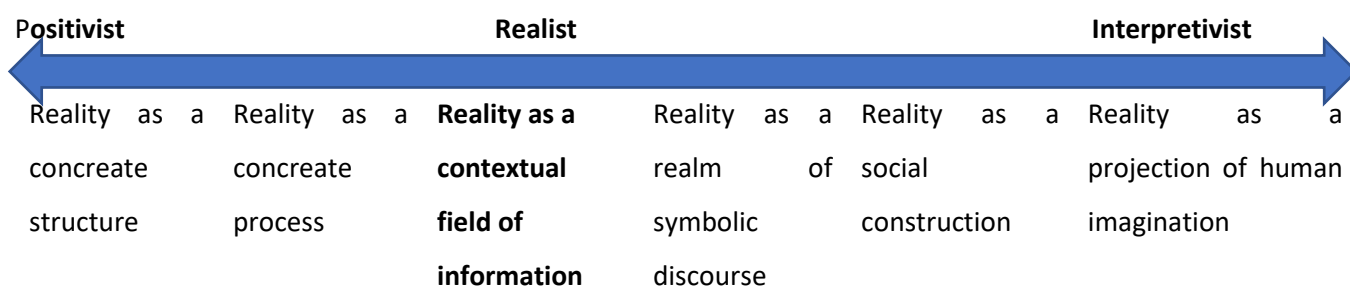 Positivist Realist Interpretivist
Reality as a Reality as a Reality as a Reality as a Reality as a Reality as a
concreate concreate contextual realm of social projection of human
structure process field of symbolic construction imagination
information discourse